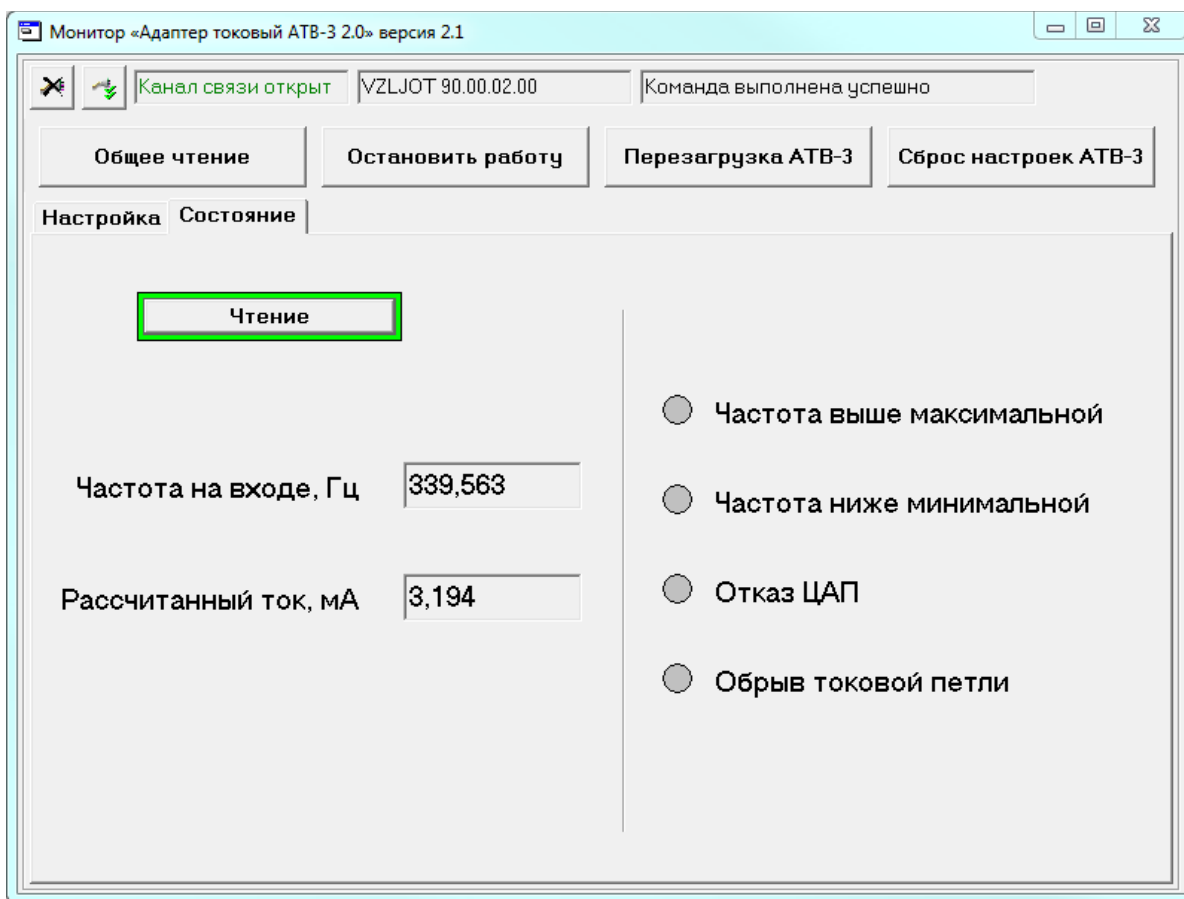 Монитор «Адаптер токовый АТВ-3 2.0» версия 2.1
Канал связи открыт VZLJOT 90.00.02.00 Команда выполнена успешно
Общее чтение Остановить работу Перезагрузка АТВ-3 Сброс настроек АТВ-3
Настройка Состояние
Чтение
Частота выше максимальной
Частота на входе, Гц 339,563
Частота ниже минимальной
Рассчитанный ток, мА 3,194
Отказ ЦАП
Обрыв токовой петли